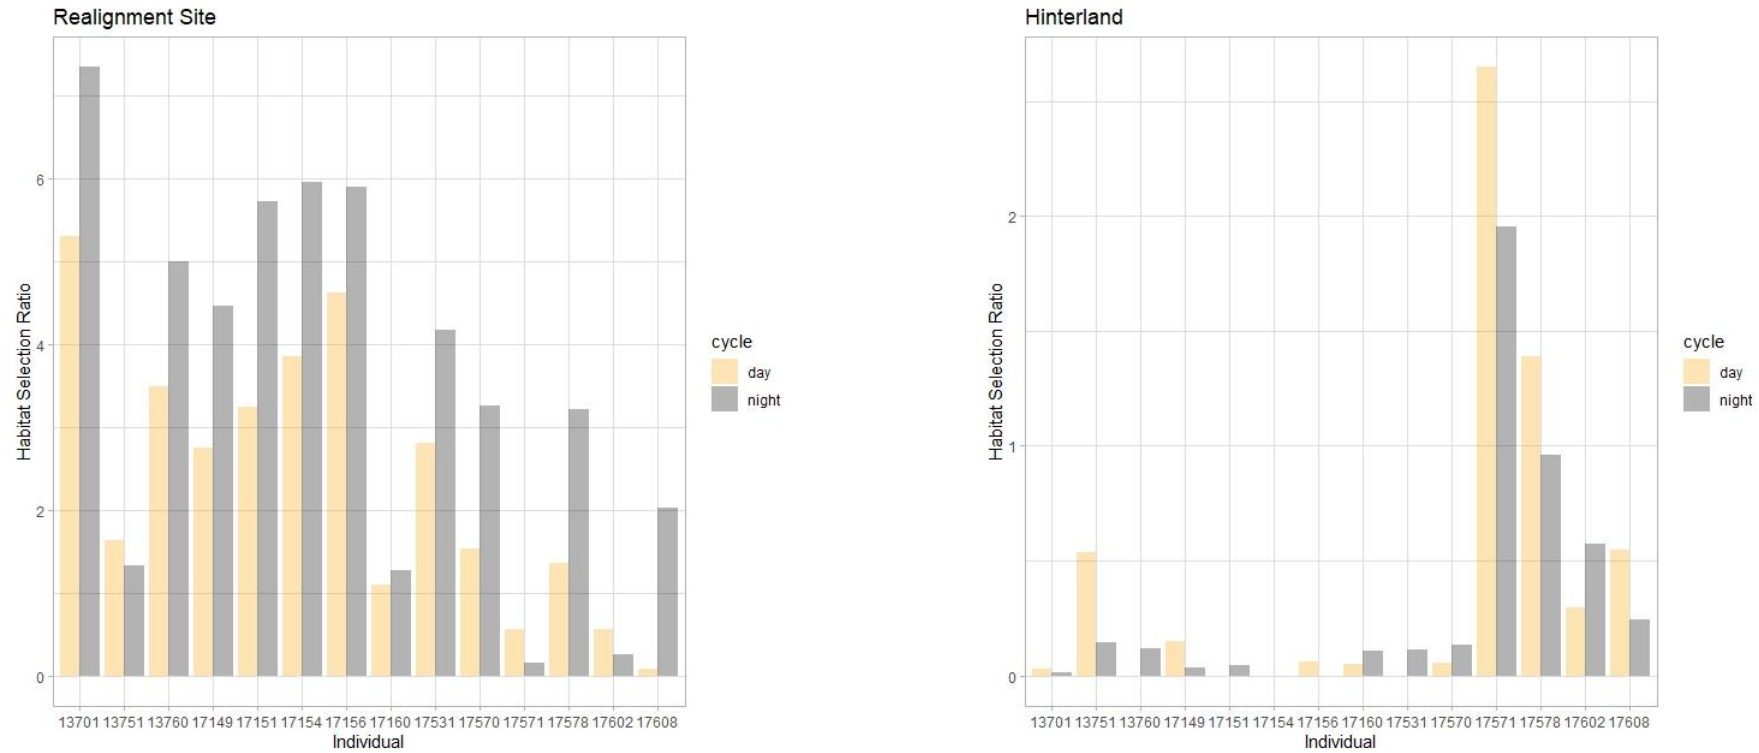 Realignment Site
Habitat Selection Ratio
6
4
2
0
13701 13751 13760 17149 17151 17154 17156 17160 17531 17570 17571 17578 17602 17608
Individual
cycle
day
night
Hinterland
Habitat Selection Ratio
2
1
0
13701 13751 13760 17149 17151 17154 17156 17160 17531 17570 17571 17578 17602 17608
Individual
cycle
day
night